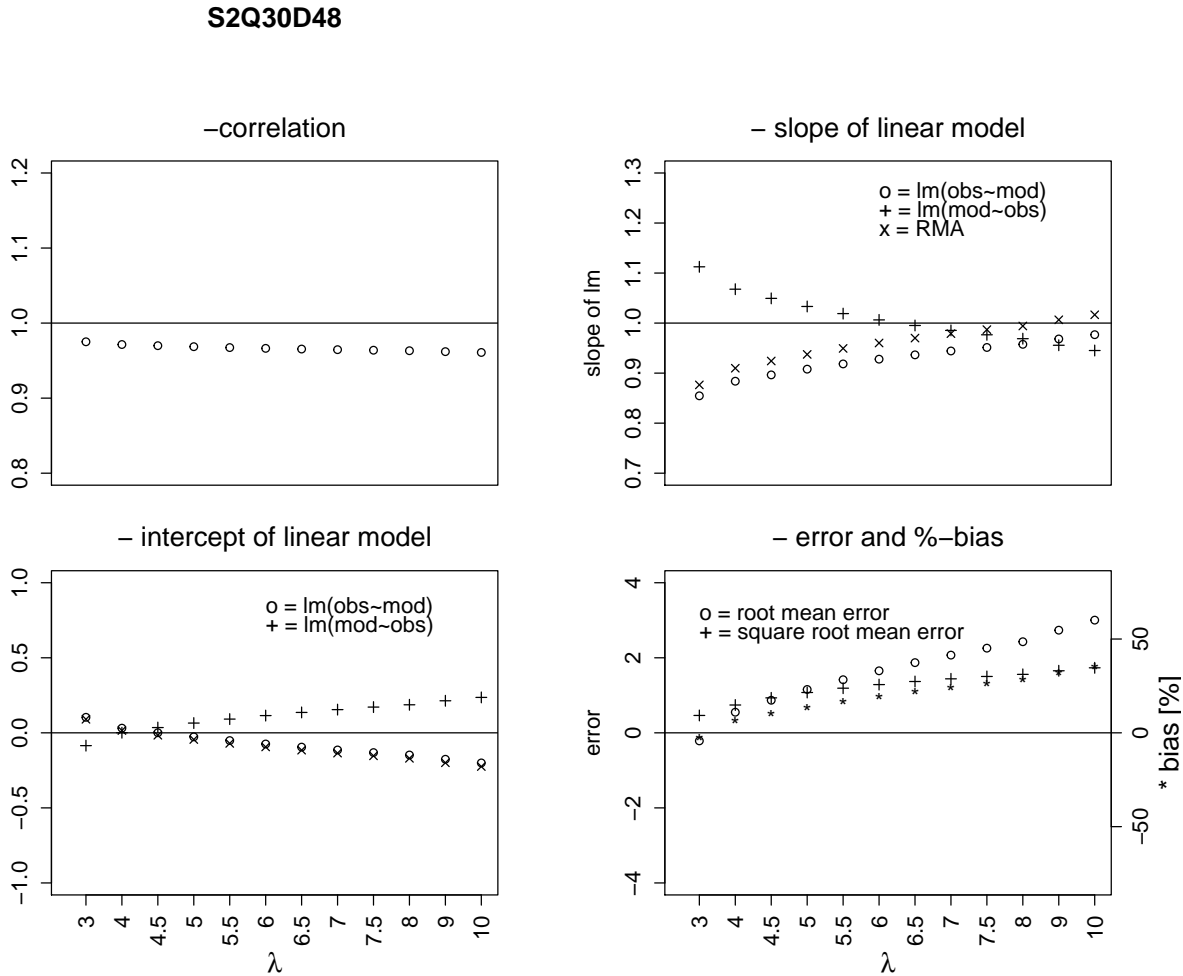 S2Q30D48
−correlation
1.2
1.1
1.0
0.9
0.8
− slope of linear model
o = lm(obs~mod)
+ = lm(mod~obs)
x = RMA
slope of lm
1.3
1.2
1.1
1.0
0.9
0.8
0.7
− intercept of linear model
o = lm(obs~mod)
+ = lm(mod~obs)
1.0
0.5
0.0
−0.5
−1.0
3 4 4.5 5 5.5 6 6.5 7 7.5 8 9 10
λ
− error and %−bias
o = root mean error
+ = square root mean error
error
4
2
0
−2
−4
50
0
−50
* bias [%]
3 4 4.5 5 5.5 6 6.5 7 7.5 8 9 10
λ